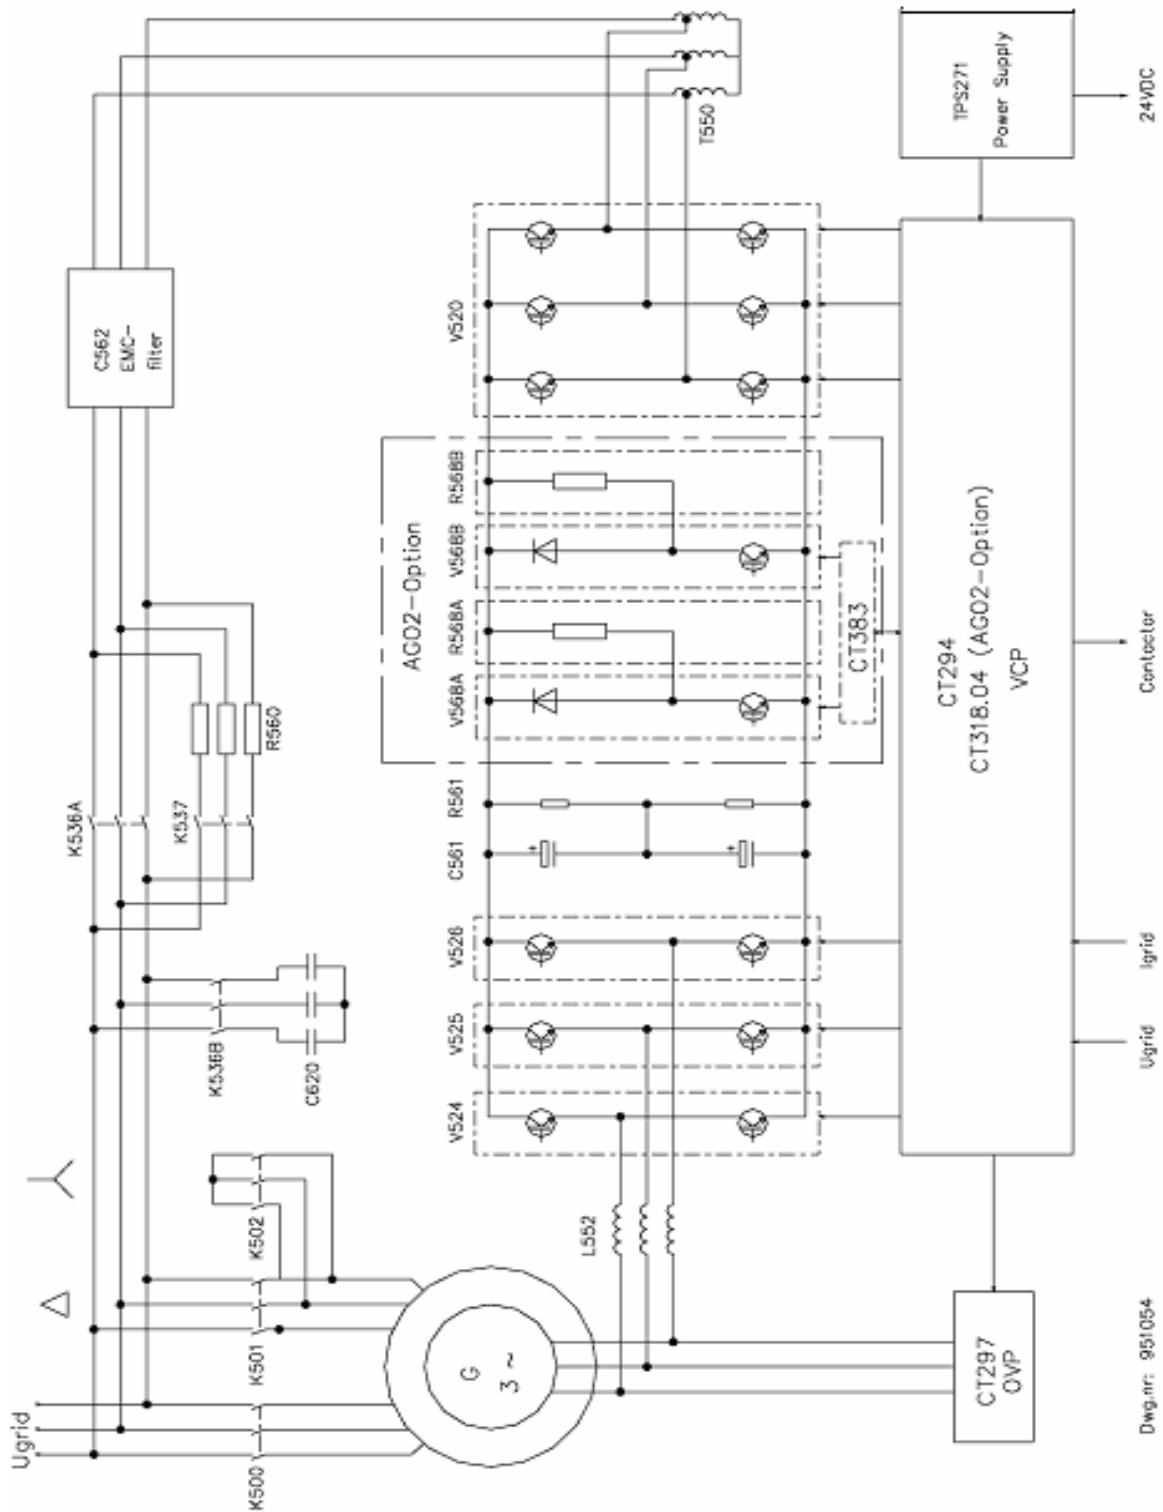 Ugrid
K500
K501
K502
K536B
C620
K536A
K537
R560
C562
EMC-
filter
T550
G
3 ~
L552
V524
V525
V526
C561
R561
AGO2-Option
V568A
R568A
V568B
R568B
V520
CT383
CT297
OVP
CT294
CT318.04 (AGO2-Option)
VCP
TPS271
Power Supply
Ugrid
Igrid
Contactor
24VDC
Dwg.nr: 951054